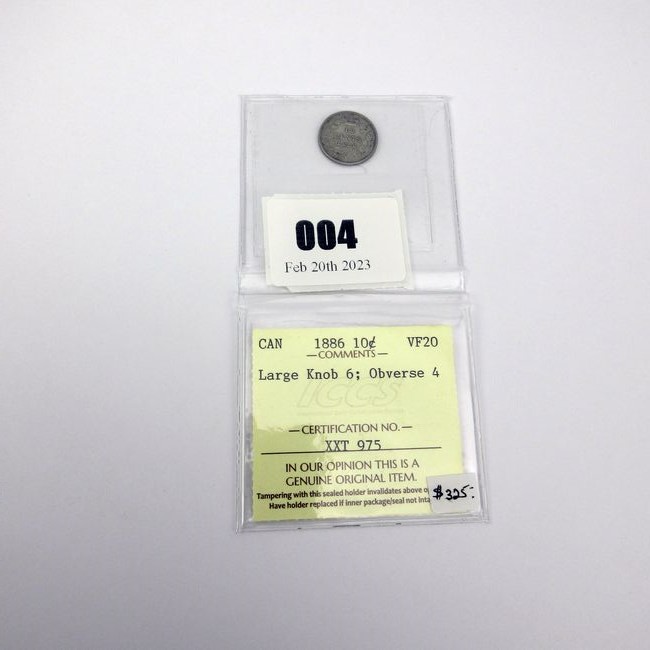 004
Feb 20th 2023
CAN 1886 10¢ VF20
—COMMENTS—
Large Knob 6; Obverse 4
ICCS
—CERTIFICATION NO.—
XXT 975
IN OUR OPINION THIS IS A
GENUINE ORIGINAL ITEM.
Tampering with this sealed holder invalidates above
Have holder replaced if inner package/seal not
$325.